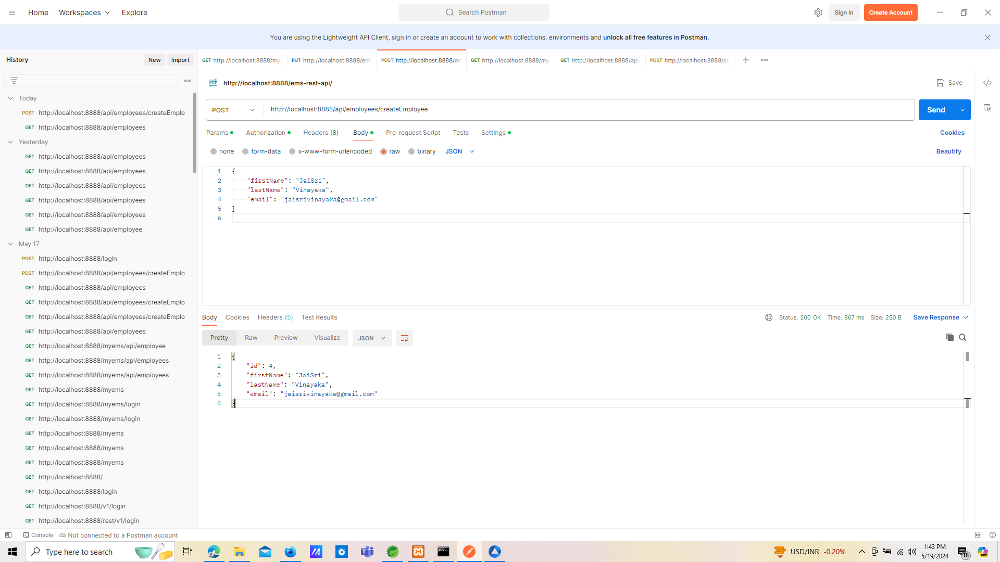 Home
Workspaces
Explore
Search Postman
Sign In
Create Account
You are using the Lightweight API Client, sign in or create an account to work with collections, environments and unlock all free features in Postman.
History
New
Import
GET http://localhost:8888/my
PUT http://localhost:8888/em
POST http://localhost:8888/en
GET http://localhost:8888/my
GET http://localhost:8888/api
POST http://localhost:8888/au
HTTP http://localhost:8888/ems-rest-api/
Save
Today
POST http://localhost:8888/api/employees/createEmplo
GET http://localhost:8888/api/employees
Yesterday
GET http://localhost:8888/api/employees
GET http://localhost:8888/api/employees
GET http://localhost:8888/api/employees
GET http://localhost:8888/api/employees
GET http://localhost:8888/api/employees
GET http://localhost:8888/api/employee
May 17
POST http://localhost:8888/login
POST http://localhost:8888/api/employees/createEmplo
GET http://localhost:8888/api/employees
GET http://localhost:8888/api/employees/createEmplo
GET http://localhost:8888/api/employees/createEmplo
GET http://localhost:8888/api/employees
GET http://localhost:8888/myems/api/employee
GET http://localhost:8888/myems/api/employees
GET http://localhost:8888/myems/api/employees
GET http://localhost:8888/myems
GET http://localhost:8888/myems/login
GET http://localhost:8888/myems/login
GET http://localhost:8888/myems
GET http://localhost:8888/myems
GET http://localhost:8888/myems
GET http://localhost:8888/
GET http://localhost:8888/login
GET http://localhost:8888/v1/login
GET http://localhost:8888/rest/v1/login
POST
http://localhost:8888/api/employees/createEmployee
Send
Params
Authorization
Headers (8)
Body
Pre-request Script
Tests
Settings
Cookies
none
form-data
x-www-form-urlencoded
raw
binary
JSON
Beautify
1 {
2 "firstName": "JaiSri",
3 "lastName": "Vinayaka",
4 "email": "jaisrivinayaka@gmail.com"
5 }
6
Body
Cookies
Headers (5)
Test Results
Status: 200 OK
Time: 867 ms
Size: 250 B
Save Response
Pretty
Raw
Preview
Visualize
JSON
1 {
2 "id": 4,
3 "firstName": "JaiSri",
4 "lastName": "Vinayaka",
5 "email": "jaisrivinayaka@gmail.com"
6 }
Console
Not connected to a Postman account
Type here to search
USD/INR -0.20%
1:43 PM
5/19/2024
18
PRE